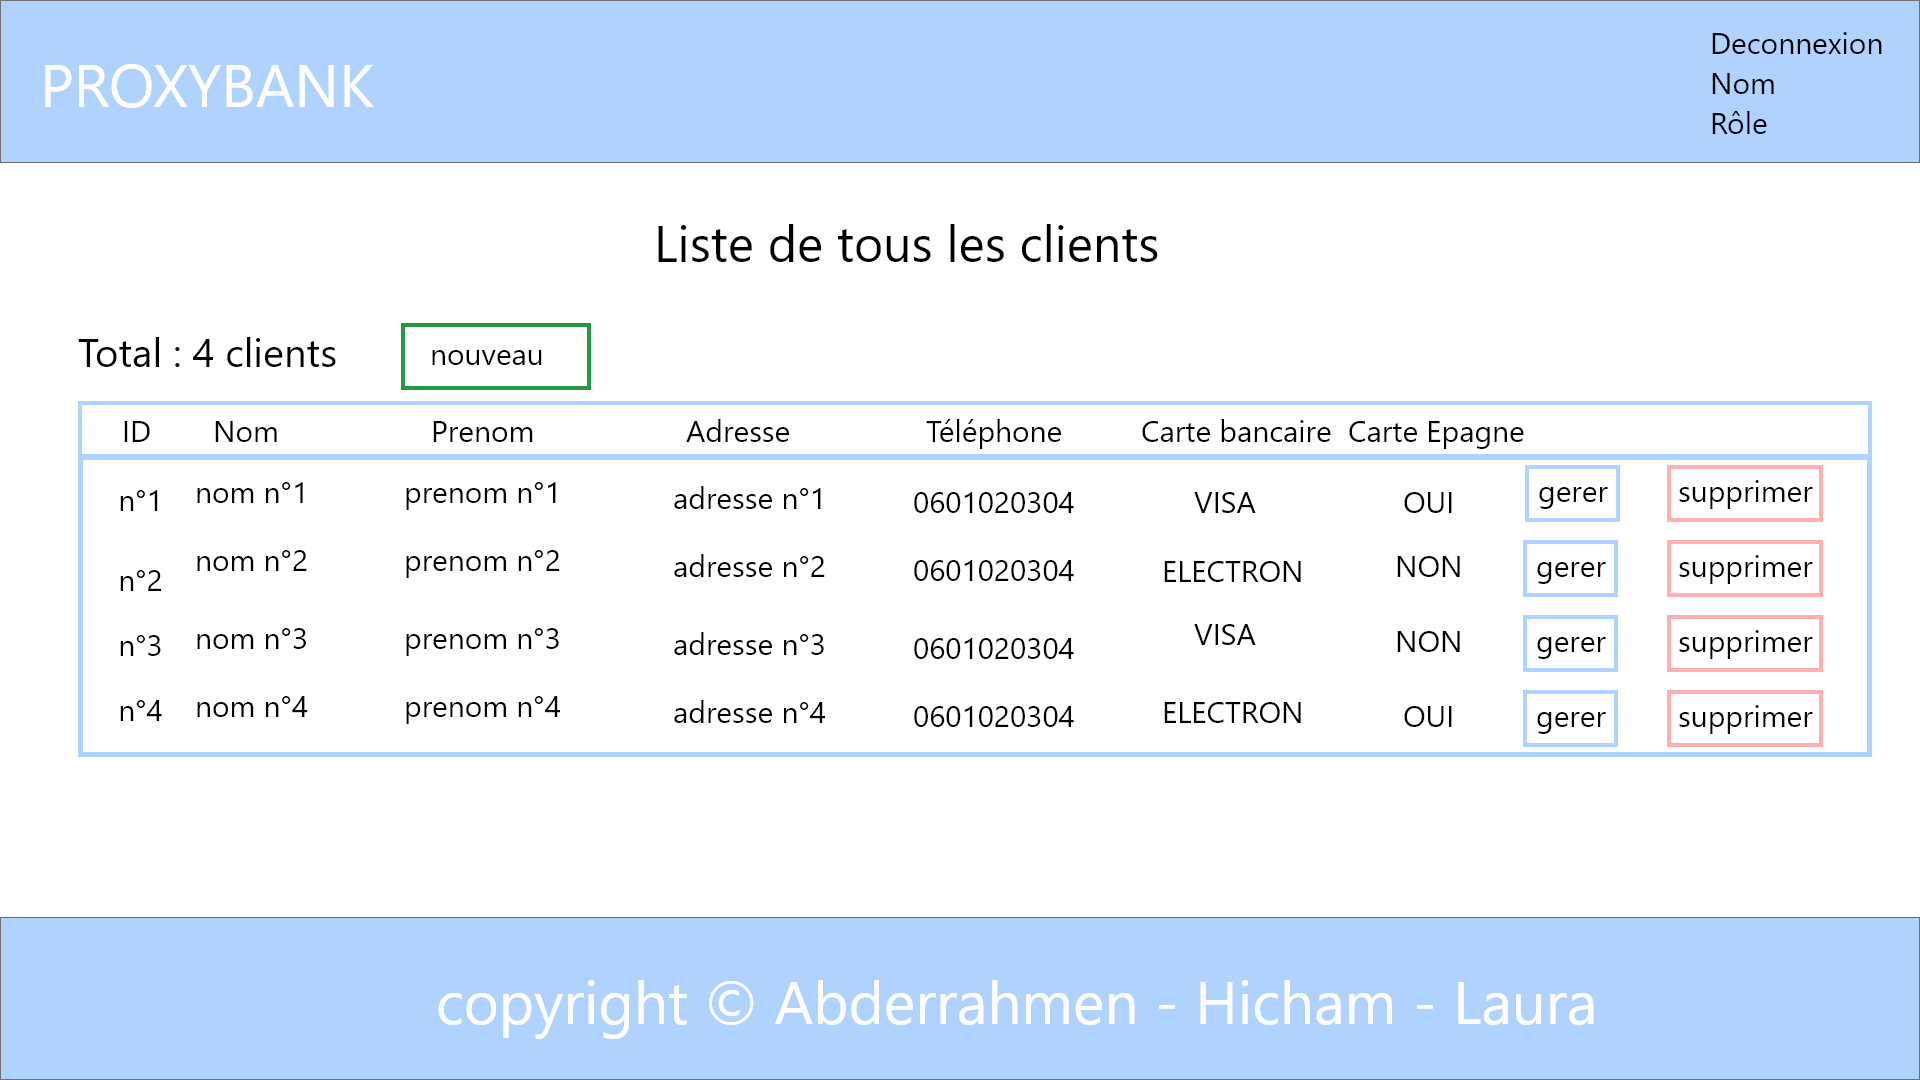 PROXYBANK
Deconnexion
Nom
Rôle
Liste de tous les clients
Total : 4 clients
nouveau
ID Nom Prenom Adresse Téléphone Carte bancaire Carte Epagne
n°1 nom n°1 prenom n°1 adresse n°1 0601020304 VISA OUI gerer supprimer
n°2 nom n°2 prenom n°2 adresse n°2 0601020304 ELECTRON NON gerer supprimer
n°3 nom n°3 prenom n°3 adresse n°3 0601020304 VISA NON gerer supprimer
n°4 nom n°4 prenom n°4 adresse n°4 0601020304 ELECTRON OUI gerer supprimer
copyright © Abderrahmen - Hicham - Laura